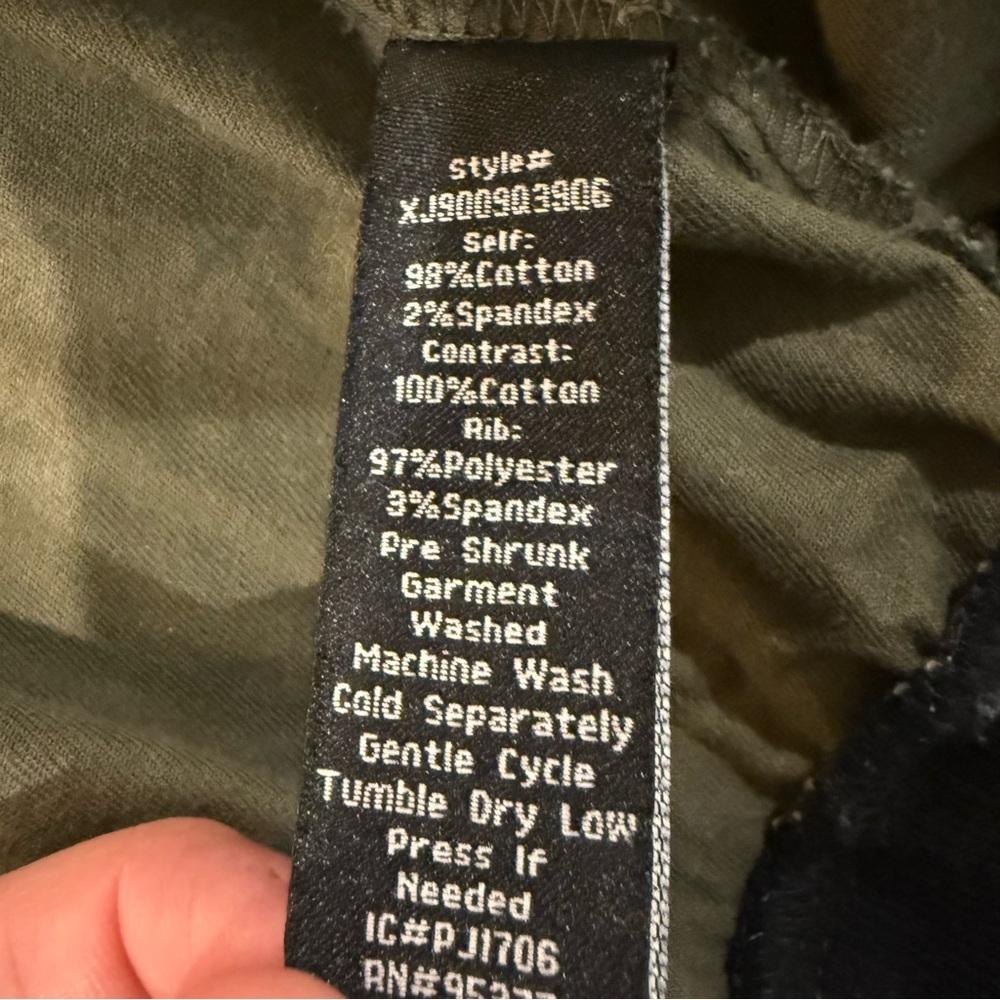 Style#
XJ9009Q3906
Self:
98%Cotton
2%Spandex
Contrast:
100%Cotton
Rib:
97%Polyester
3%Spandex
Pre Shrunk
Garment
Washed
Machine Wash
Cold Separately
Gentle Cycle
Tumble Dry Low
Press If
Needed
IC#PJ1706